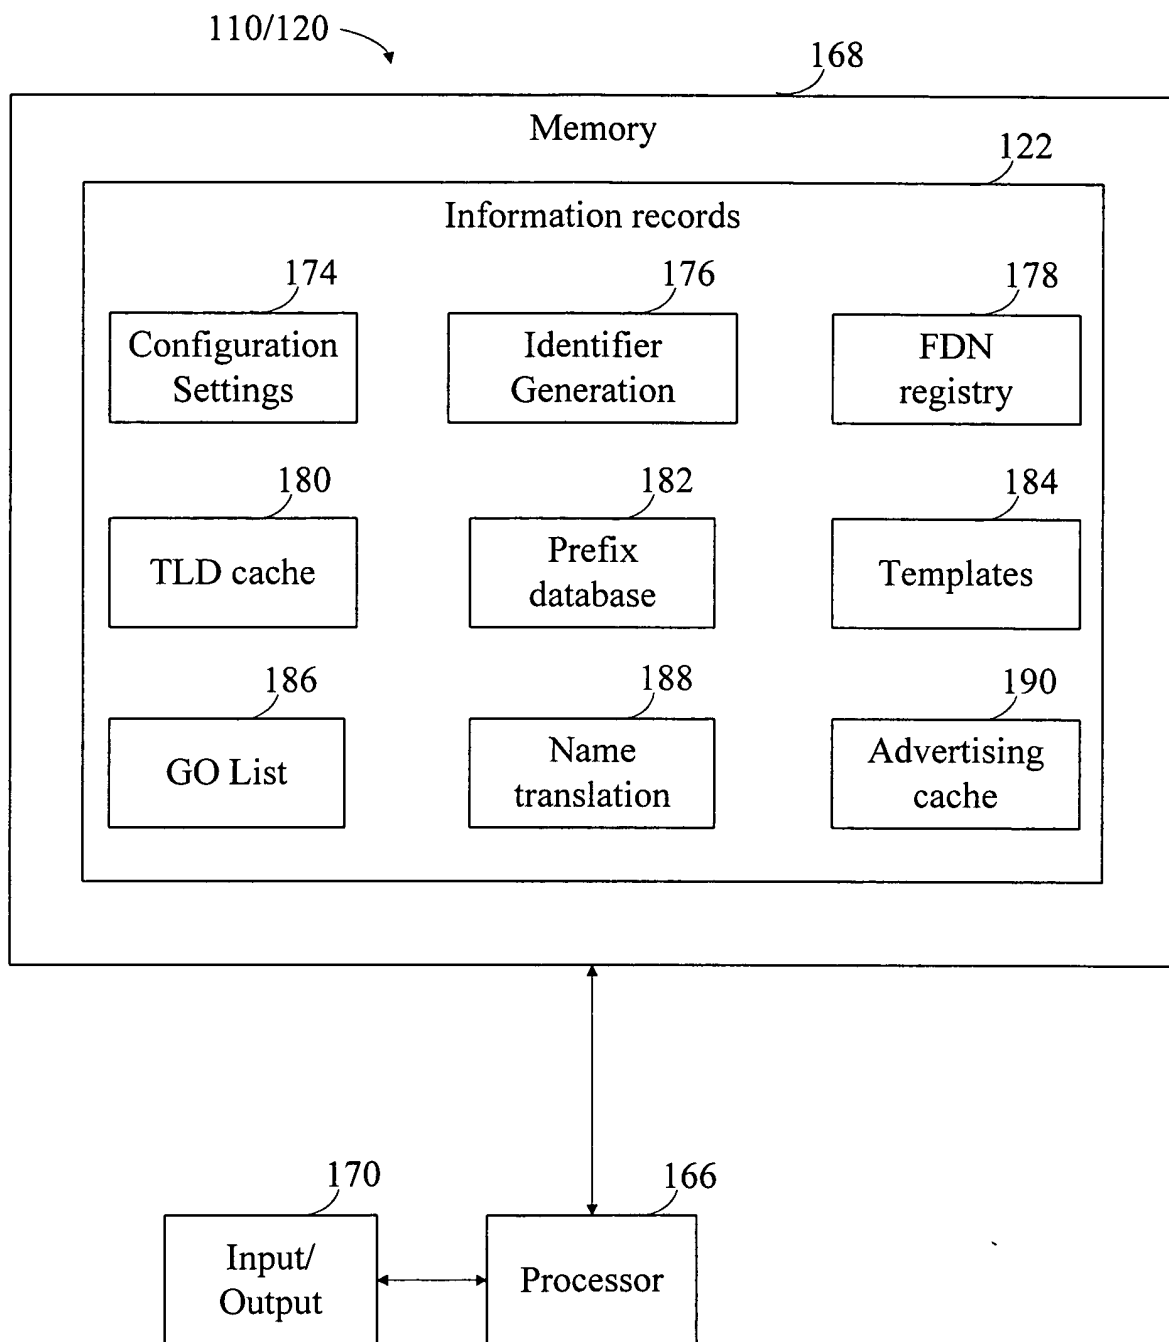 110/120
168
Memory
122
Information records
174
176
178
Configuration
Settings
Identifier
Generation
FDN
registry
180
182
184
TLD cache
Prefix
database
Templates
186
188
190
GO List
Name
translation
Advertising
cache
170
166
Input/
Output
Processor